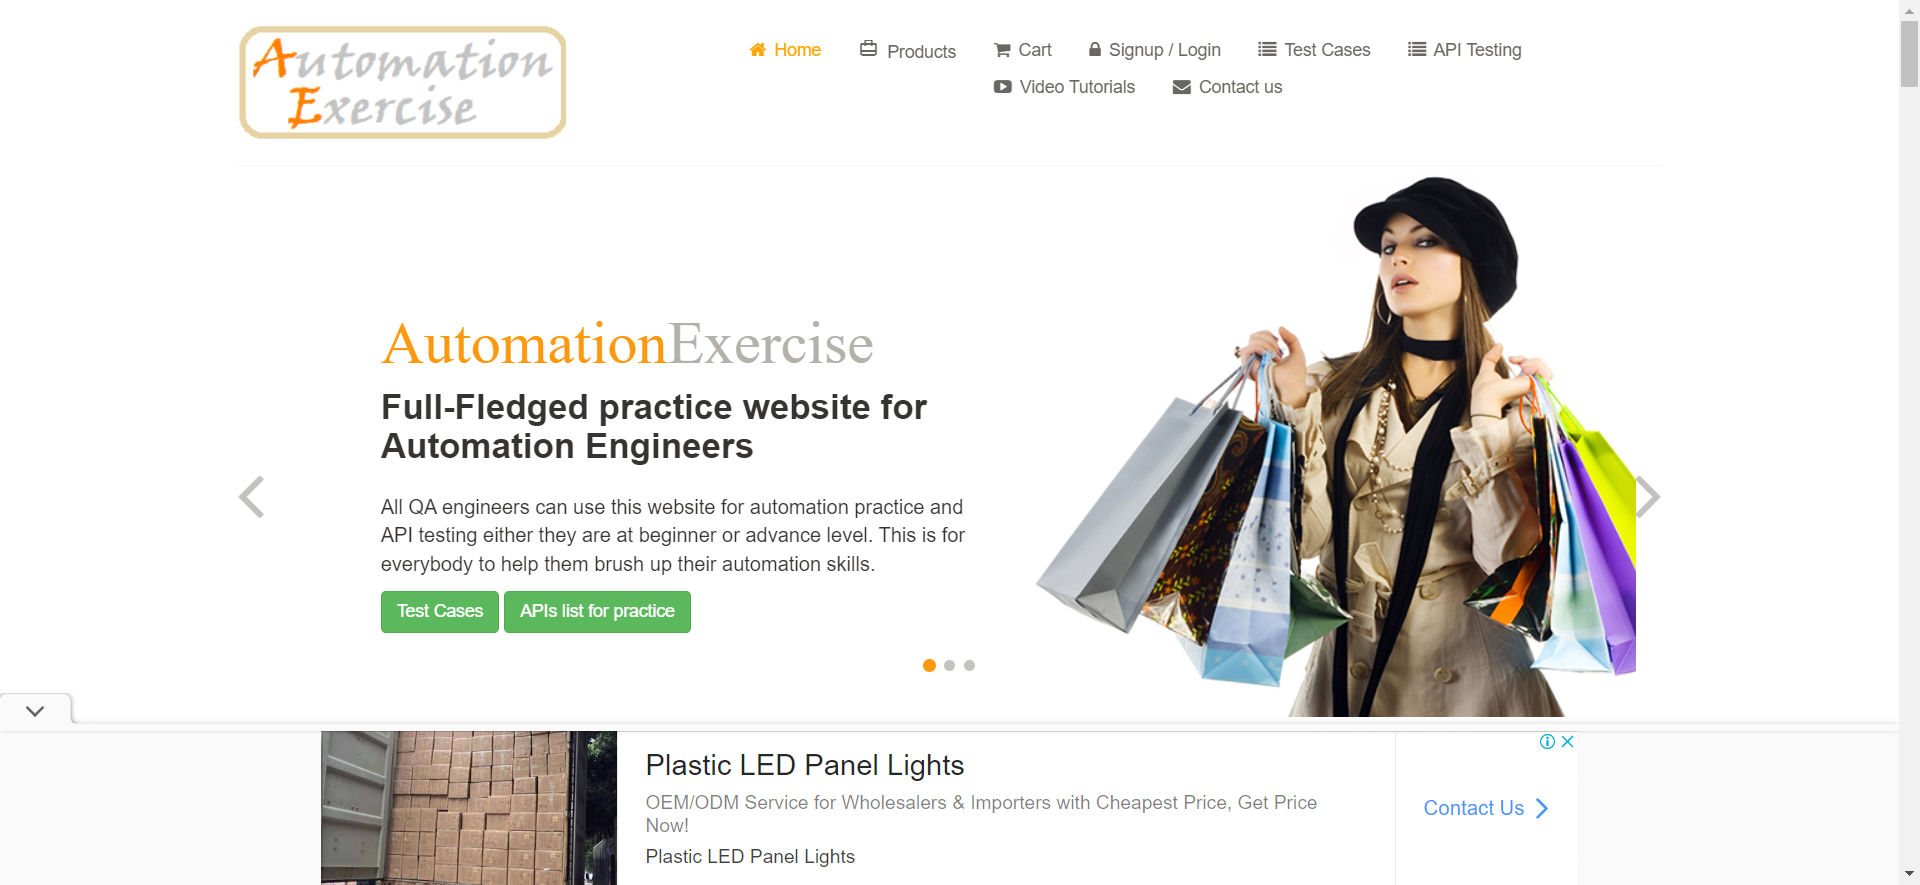 Automation
Exercise
Home
Products
Cart
Signup / Login
Test Cases
API Testing
Video Tutorials
Contact us
AutomationExercise
Full-Fledged practice website for
Automation Engineers
All QA engineers can use this website for automation practice and
API testing either they are at beginner or advance level. This is for
everybody to help them brush up their automation skills.
Test Cases
APIs list for practice
Plastic LED Panel Lights
OEM/ODM Service for Wholesalers & Importers with Cheapest Price, Get Price
Now!
Plastic LED Panel Lights
Contact Us